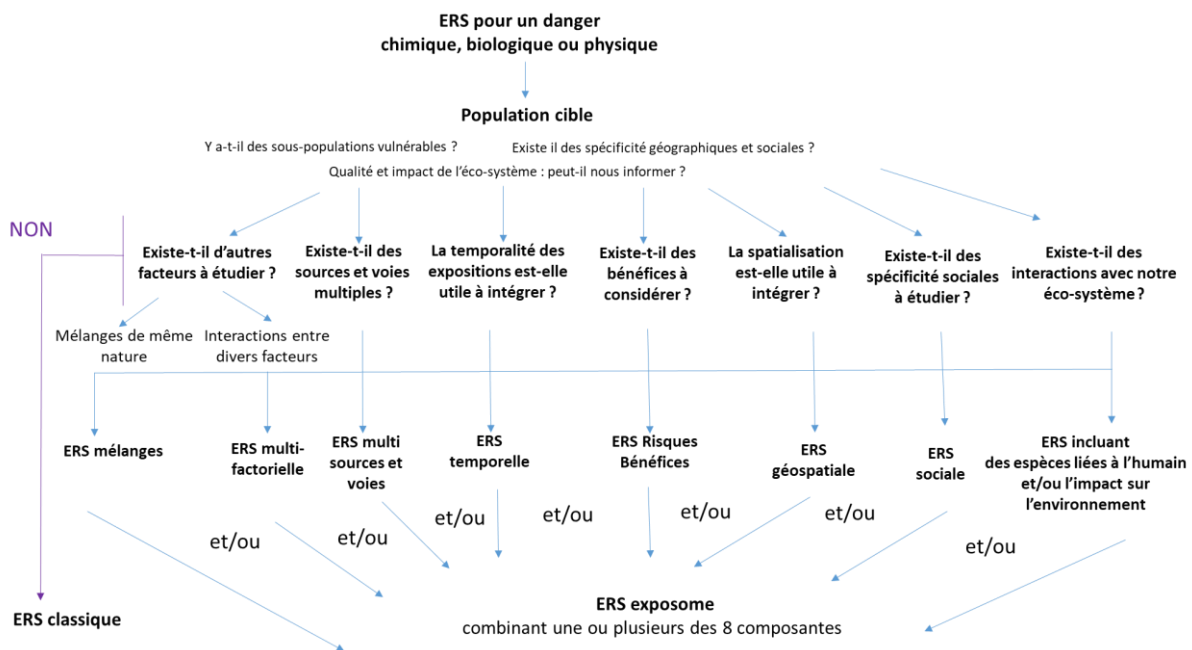 ERS pour un danger
chimique, biologique ou physique
Population cible
Y a-t-il des sous-populations vulnérables ?
Existe il des spécificité géographiques et sociales ?
Qualité et impact de l'éco-système : peut-il nous informer ?
NON
Existe-t-il d'autres
facteurs à étudier ?
Existe-t-il des
sources et voies
multiples ?
La temporalité des
expositions est-elle
utile à intégrer ?
Existe-t-il des
bénéfices à
considérer ?
La spatialisation
est-elle utile à
intégrer ?
Existe-t-il des
spécificité sociales
à étudier ?
Existe-t-il des
interactions avec notre
éco-système ?
Mélanges de même
nature
Interactions entre
divers facteurs
ERS mélanges
ERS multi-
factorielle
ERS multi
sources et
voies
ERS
temporelle
ERS Risques
Bénéfices
ERS
géospatiale
ERS
sociale
ERS incluant
des espèces liées à l'humain
et/ou l'impact sur
l'environnement
et/ou
et/ou
et/ou
et/ou
et/ou
et/ou
et/ou
ERS classique
ERS exposome
combinant une ou plusieurs des 8 composantes